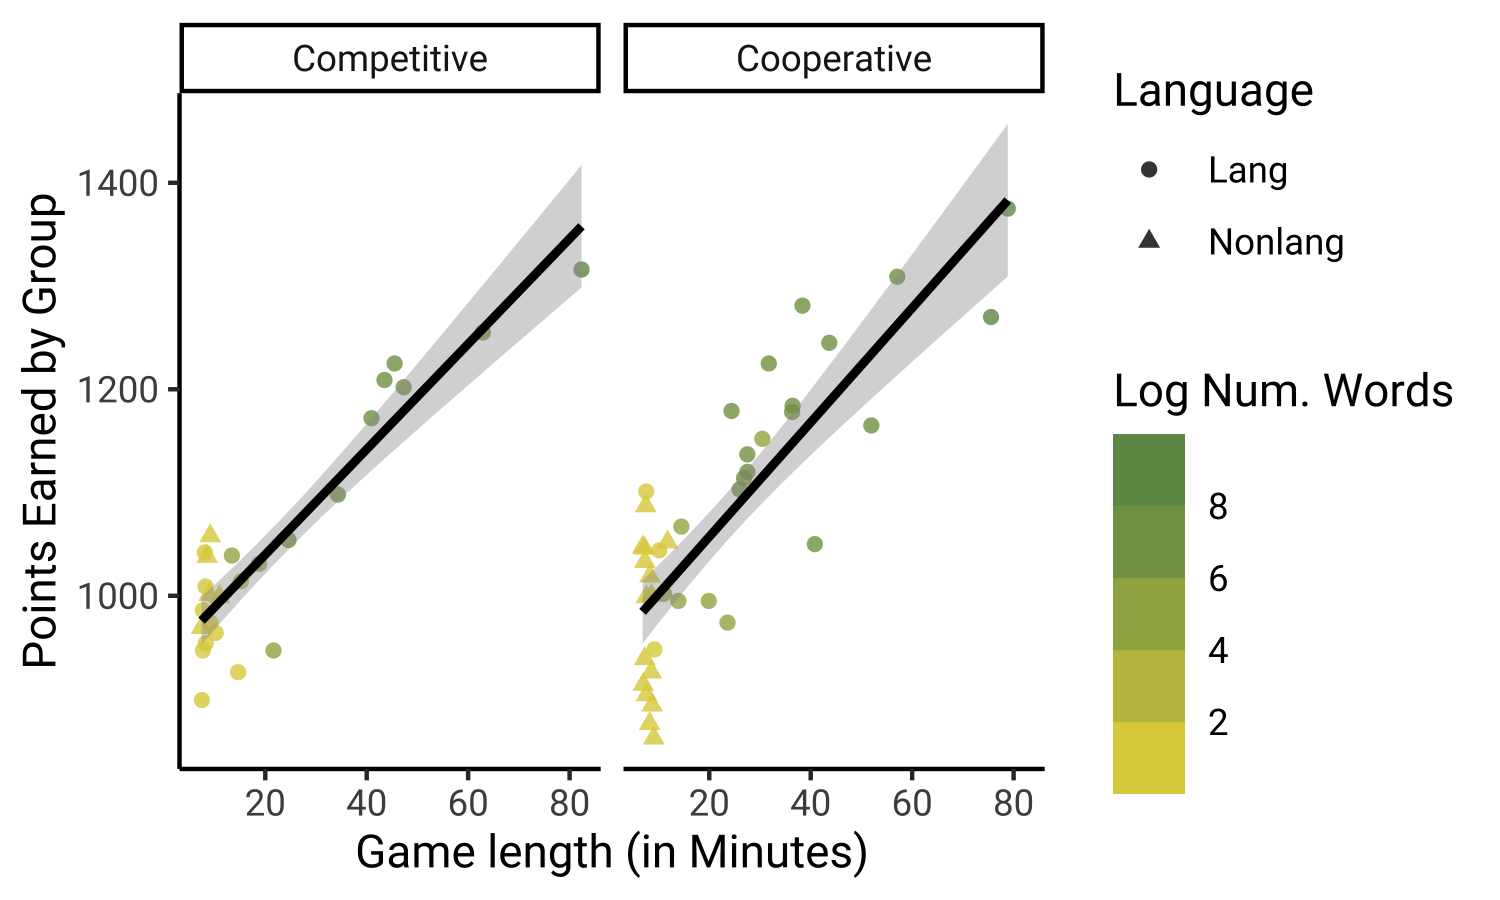 Competitive
Cooperative
Language
Lang
Nonlang
Log Num. Words
8
6
4
2
Points Earned by Group
1400
1200
1000
20 40 60 80
20 40 60 80
Game length (in Minutes)